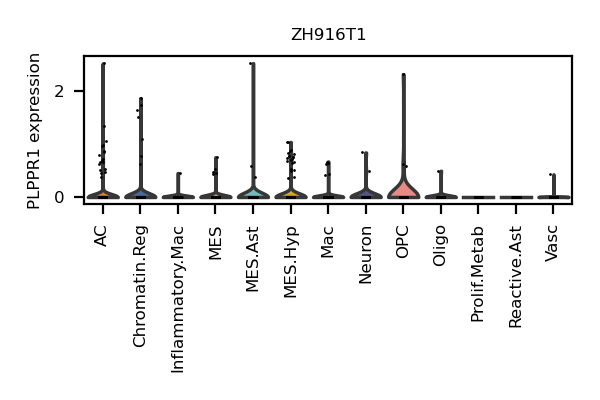 ZH916T1
PLPPR1 expression
2
0
AC
Chromatin.Reg
Inflammatory.Mac
MES
MES.Ast
MES.Hyp
Mac
Neuron
OPC
Oligo
Prolif.Metab
Reactive.Ast
Vasc